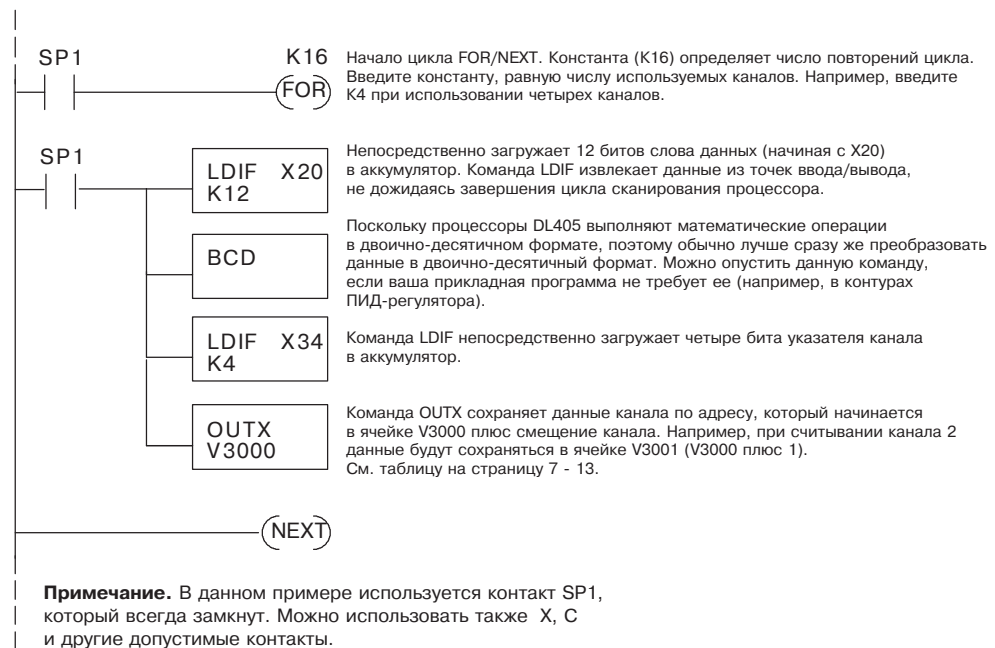 SP1
K16
(FOR)
Начало цикла FOR/NEXT. Константа (K16) определяет число повторений цикла.
Введите константу, равную числу используемых каналов. Например, введите
K4 при использовании четырех каналов.
SP1
LDIF X20
K12
Непосредственно загружает 12 битов слова данных (начиная с X20)
в аккумулятор. Команда LDIF извлекает данные из точек ввода/вывода,
не дожидаясь завершения цикла сканирования процессора.
BCD
Поскольку процессоры DL405 выполняют математические операции
в двоично-десятичном формате, поэтому обычно лучше сразу же преобразовать
данные в двоично-десятичный формат. Можно опустить данную команду,
если ваша прикладная программа не требует ее (например, в контурах
ПИД-регулятора).
LDIF X34
K4
Команда LDIF непосредственно загружает четыре бита указателя канала
в аккумулятор.
OUTX
V3000
Команда OUTX сохраняет данные канала по адресу, который начинается
в ячейке V3000 плюс смещение канала. Например, при считывании канала 2
данные будут сохраняться в ячейке V3001 (V3000 плюс 1).
См. таблицу на страницу 7 - 13.
(NEXT)
Примечание. В данном примере используется контакт SP1,
который всегда замкнут. Можно использовать также X, C
и другие допустимые контакты.